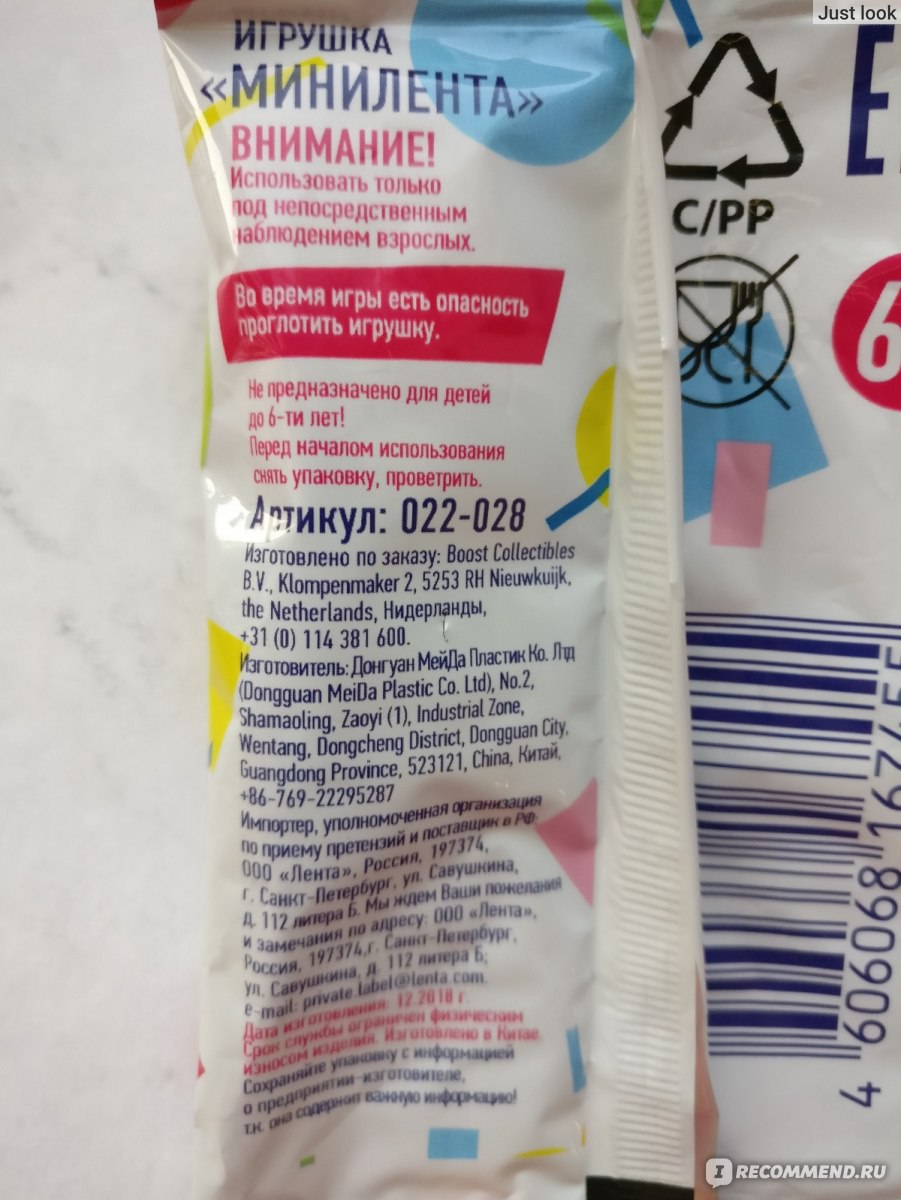 Just look
ИГРУШКА
«МИНИЛЕНТА»
ВНИМАНИЕ!
Использовать только
под непосредственным
наблюдением взрослых.
Во время игры есть опасность
проглотить игрушку.
Не предназначено для детей
до 6-ти лет!
Перед началом использования
снять упаковку, проветрить.
Артикул: 022-028
Изготовлено по заказу: Boost Collectibles
B.V., Klompenmaker 2, 5253 RH Nieuwkuijk,
the Netherlands, Нидерланды,
+31 (0) 114 381 600.
Изготовитель: Донгуан МейДа Пластик Ко. Лтд
(Dongguan MeiDa Plastic Co. Ltd), No.2,
Shamaoling, Zaoyi (1), Industrial Zone,
Wentang, Dongcheng District, Dongguan City,
Guangdong Province, 523121, China, Китай,
+86-769-22295287
Импортер, уполномоченная организация
по приему претензий и поставщик в РФ:
ООО «Лента», Россия, 197374,
г. Санкт-Петербург, ул. Савушкина,
д. 112 литера Б. Мы ждем Ваши пожелания
и замечания по адресу: ООО «Лента»,
Россия, 197374,г. Санкт-Петербург,
ул. Савушкина, д. 112 литера Б;
e-mail: private.label@lenta.com.
Дата изготовления: 12.2018 г.
Срок службы ограничен физическим
износом изделия. Изготовлено в Китае.
Сохраняйте упаковку с информацией
о предприятии-изготовителе,
т.к. она содержит важную информацию!
C/PP
6
4 606068 167455
IRECOMMEND.RU